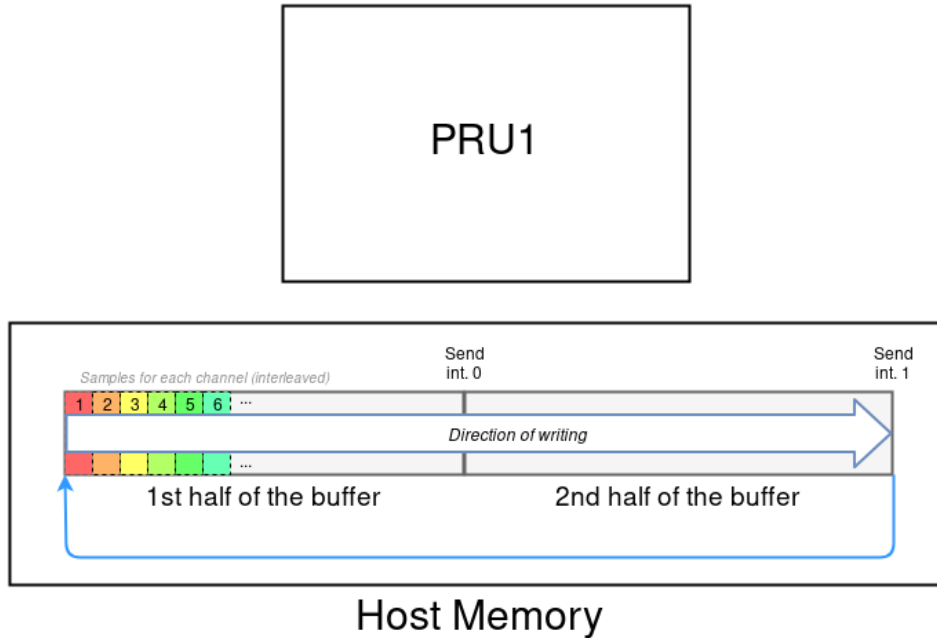 PRU1
Send
int. 0
Send
int. 1
Samples for each channel (interleaved)
1 2 3 4 5 6 ...
Direction of writing
...
1st half of the buffer
2nd half of the buffer
Host Memory